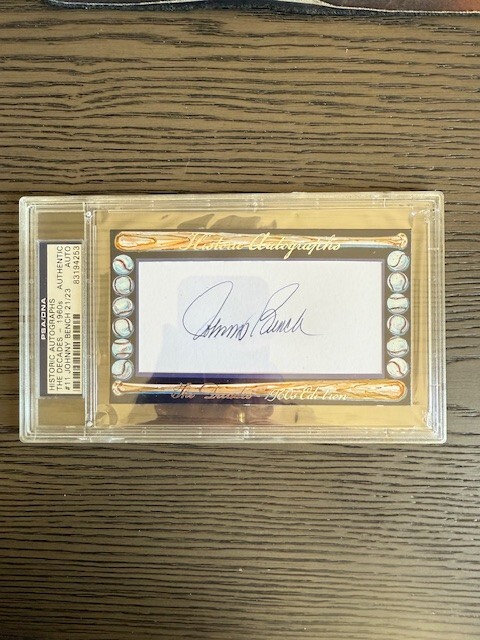 PSA/DNA
HISTORIC AUTOGRAPHS
THE DECADES - 1960s AUTHENTIC
#11 JOHNNY BENCH 21/23 AUTO
83194253
Historic Autographs
Johnny Bench
The Decades 1960s Edition